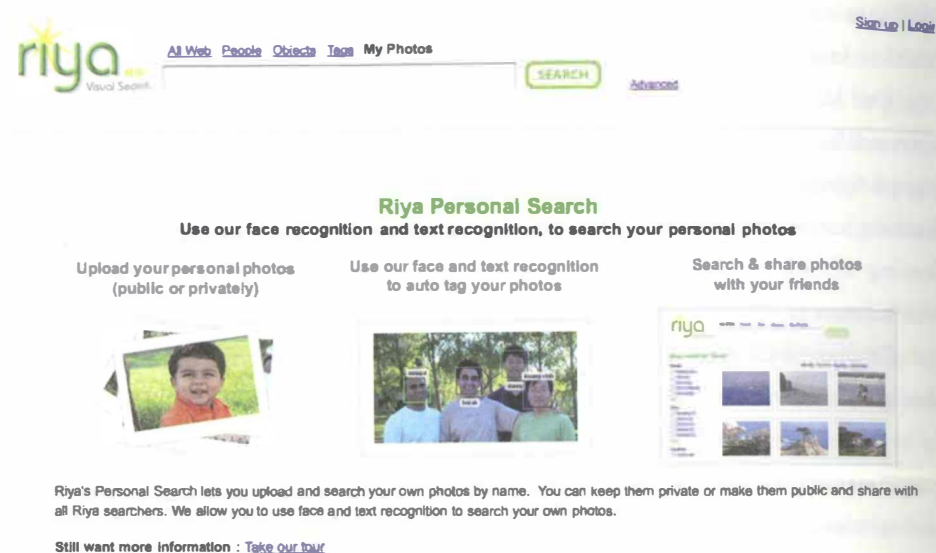 Sign up | Login
riya
Visual Search.
All Web People Objects Tags My Photos
SEARCH
Advanced
Riya Personal Search
Use our face recognition and text recognition, to search your personal photos
Upload your personal photos
(public or privately)
Use our face and text recognition
to auto tag your photos
Search & share photos
with your friends
riya
Riya's Personal Search lets you upload and search your own photos by name. You can keep them private or make them public and share with
all Riya searchers. We allow you to use face and text recognition to search your own photos.
Still want more information : Take our tour